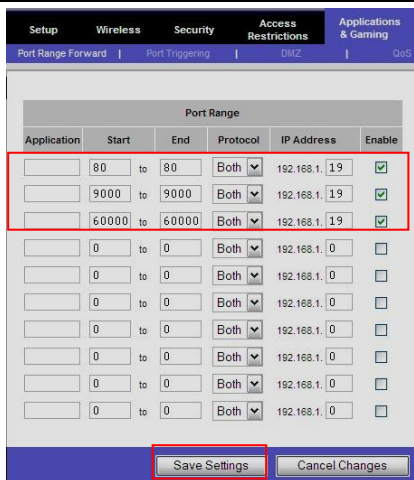 Setup Wireless Security Access Restrictions Applications & Gaming
Port Range Forward | Port Triggering | DMZ | QoS
Port Range
Application Start End Protocol IP Address Enable
80 to 80 Both 192.168.1. 19
9000 to 9000 Both 192.168.1. 19
60000 to 60000 Both 192.168.1. 19
0 to 0 Both 192.168.1. 0
0 to 0 Both 192.168.1. 0
0 to 0 Both 192.168.1. 0
0 to 0 Both 192.168.1. 0
0 to 0 Both 192.168.1. 0
0 to 0 Both 192.168.1. 0
0 to 0 Both 192.168.1. 0
Save Settings Cancel Changes